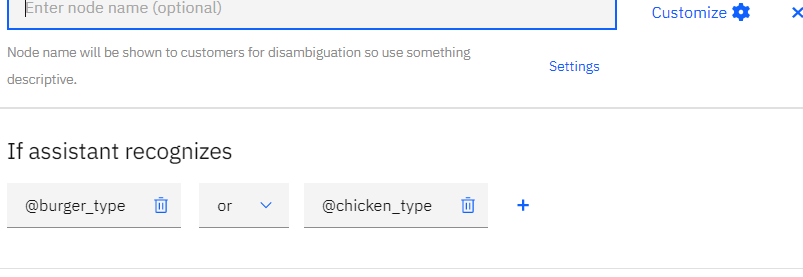 Enter node name (optional)
Customize
Node name will be shown to customers for disambiguation so use something
descriptive.
Settings
If assistant recognizes
@burger_type
or
@chicken_type